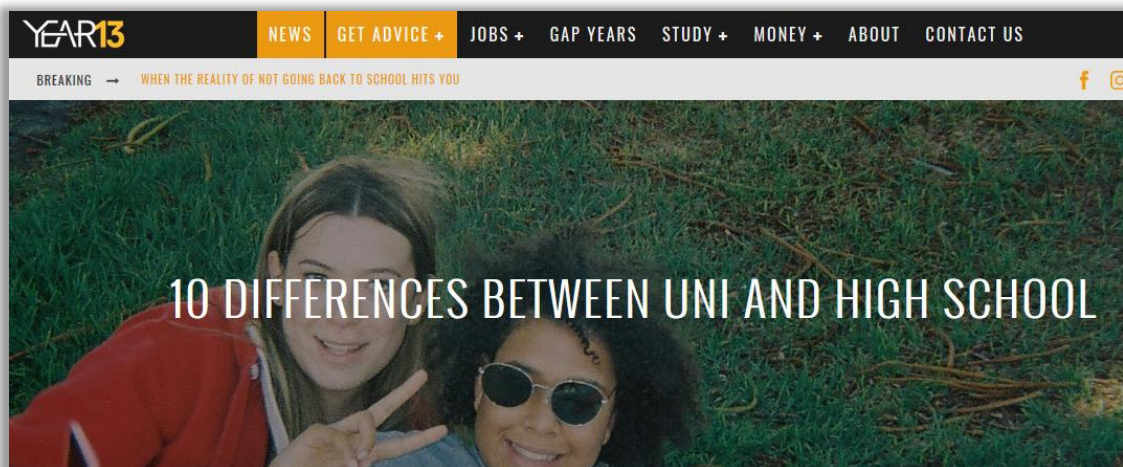 YEAR13 NEWS GET ADVICE + JOBS + GAP YEARS STUDY + MONEY + ABOUT CONTACT US
BREAKING → WHEN THE REALITY OF NOT GOING BACK TO SCHOOL HITS YOU
10 DIFFERENCES BETWEEN UNI AND HIGH SCHOOL